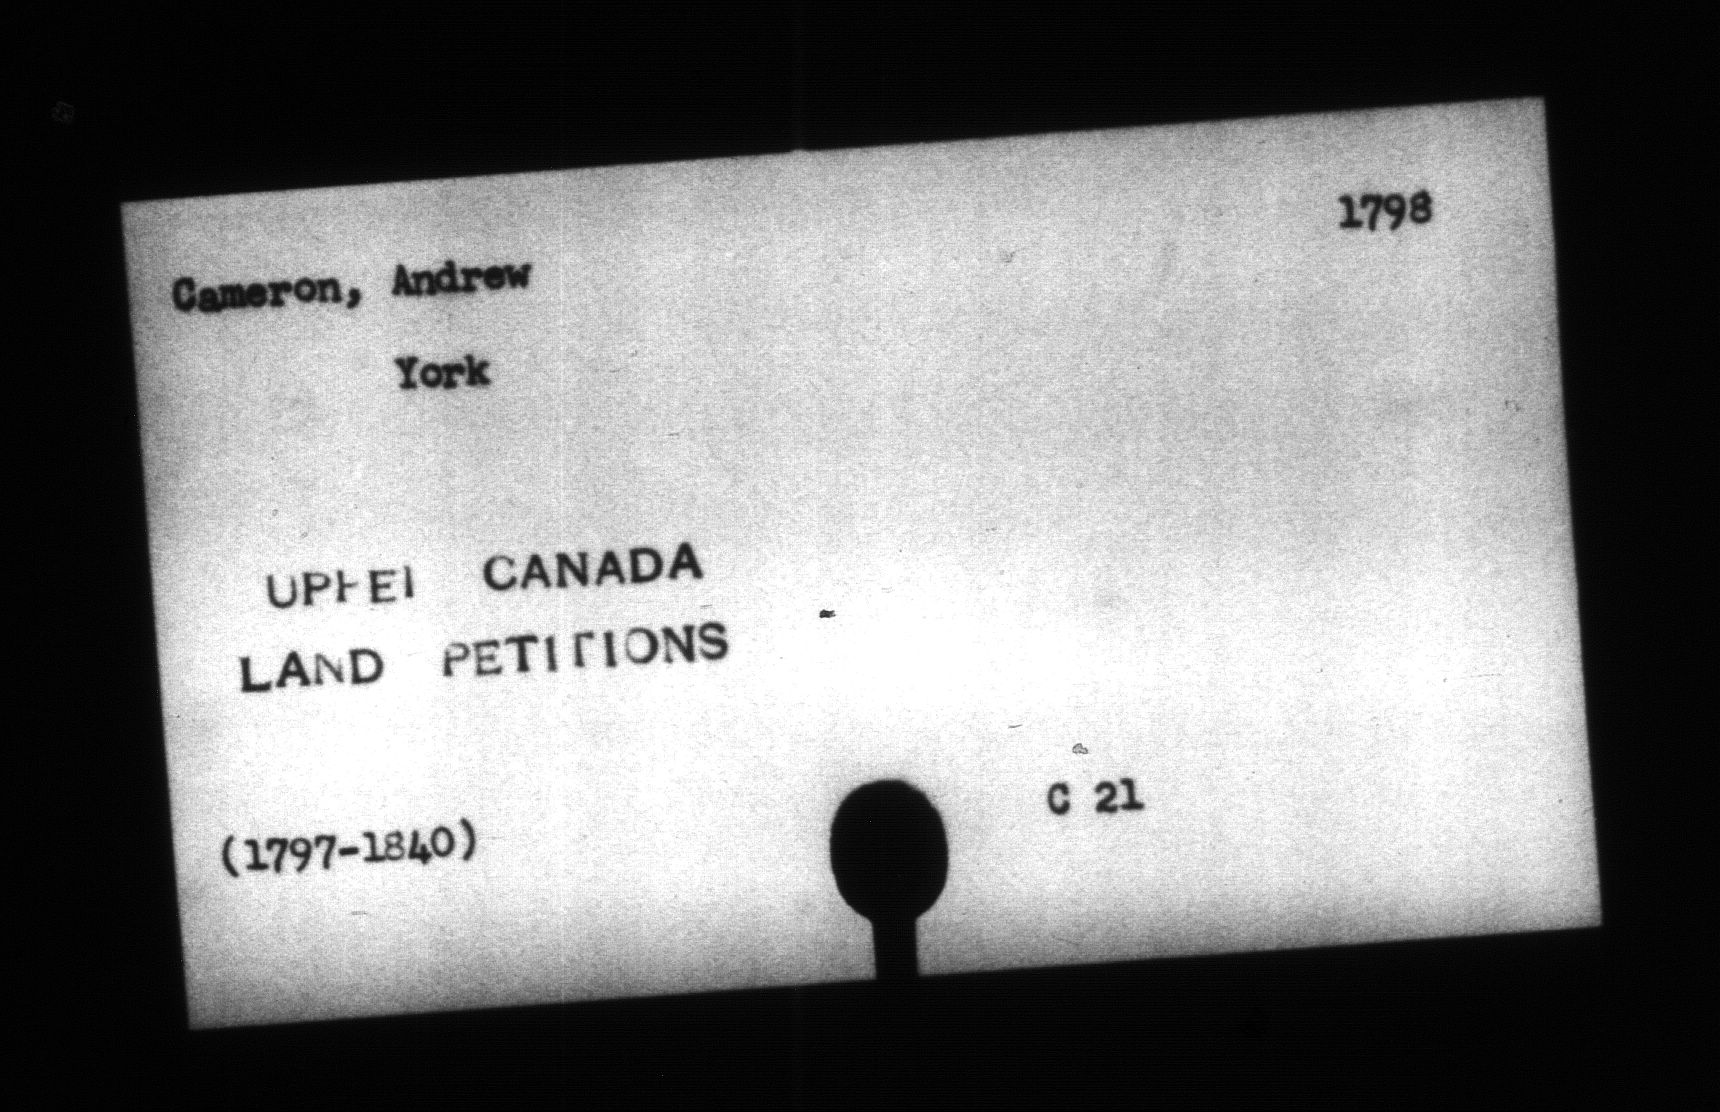 1798
Cameron, Andrew
York
UPPER CANADA
LAND PETITIONS
C 21
(1797-1840)